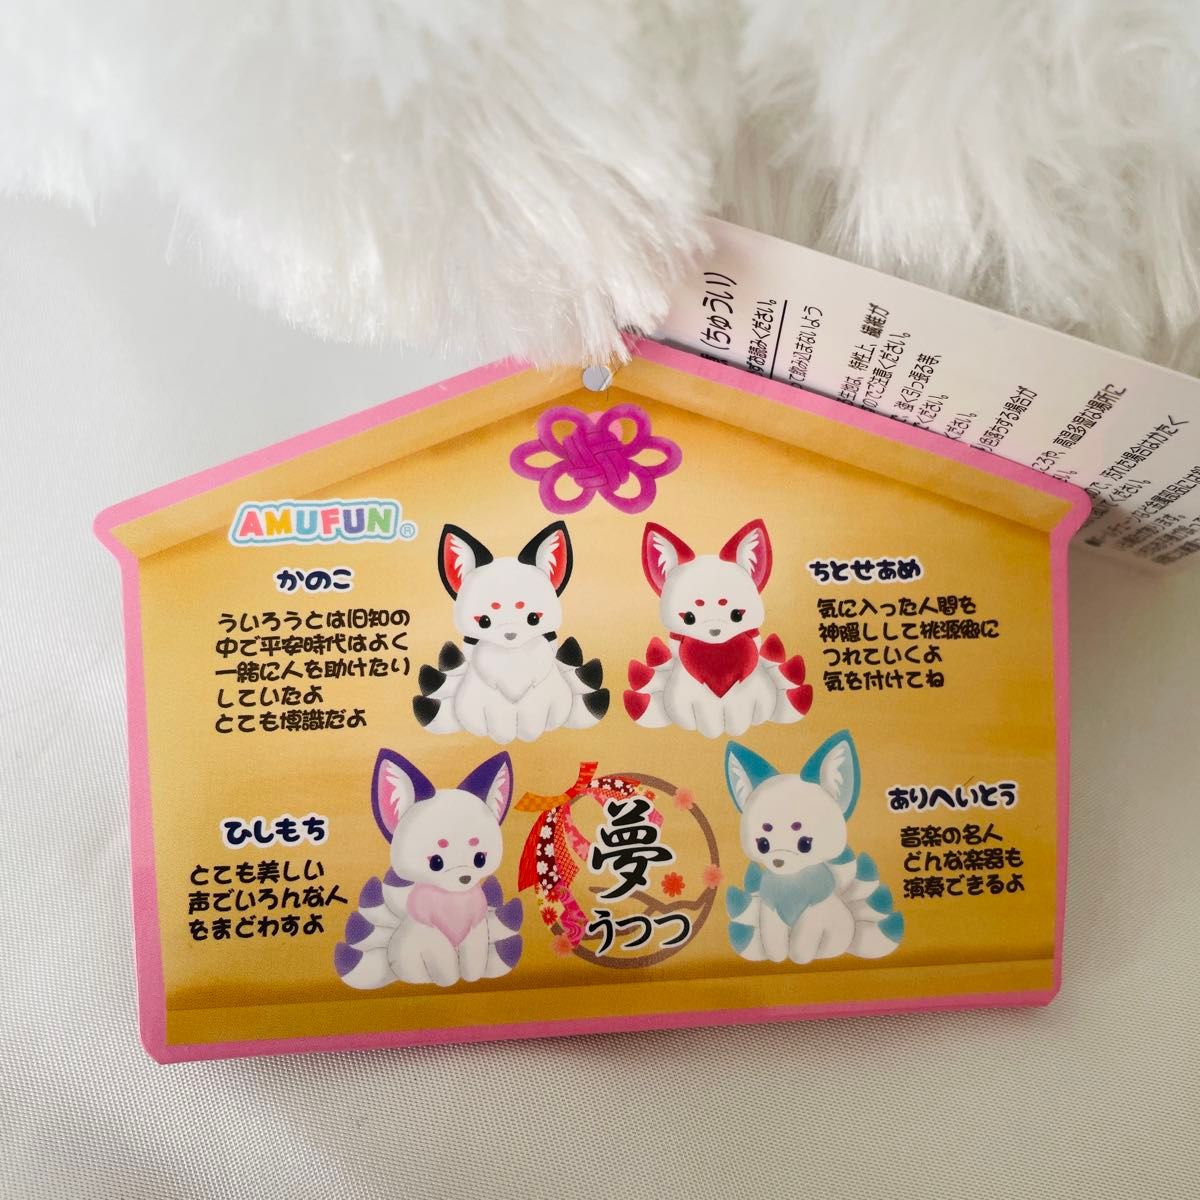 (ちゅうい)
AMUFUN®
かのこ
ういろうとは旧知の
中で平安時代はよく
一緒に人を助けたり
していたよ
とても博識だよ
ちとせあめ
気に入った人間を
神隠しして桃源郷に
つれていくよ
気を付けてね
ひしもち
とても美しい
声でいろんな人
をまどわすよ
夢
うつつ
ありへいとう
音楽の名人
どんな楽器も
演奏できるよ